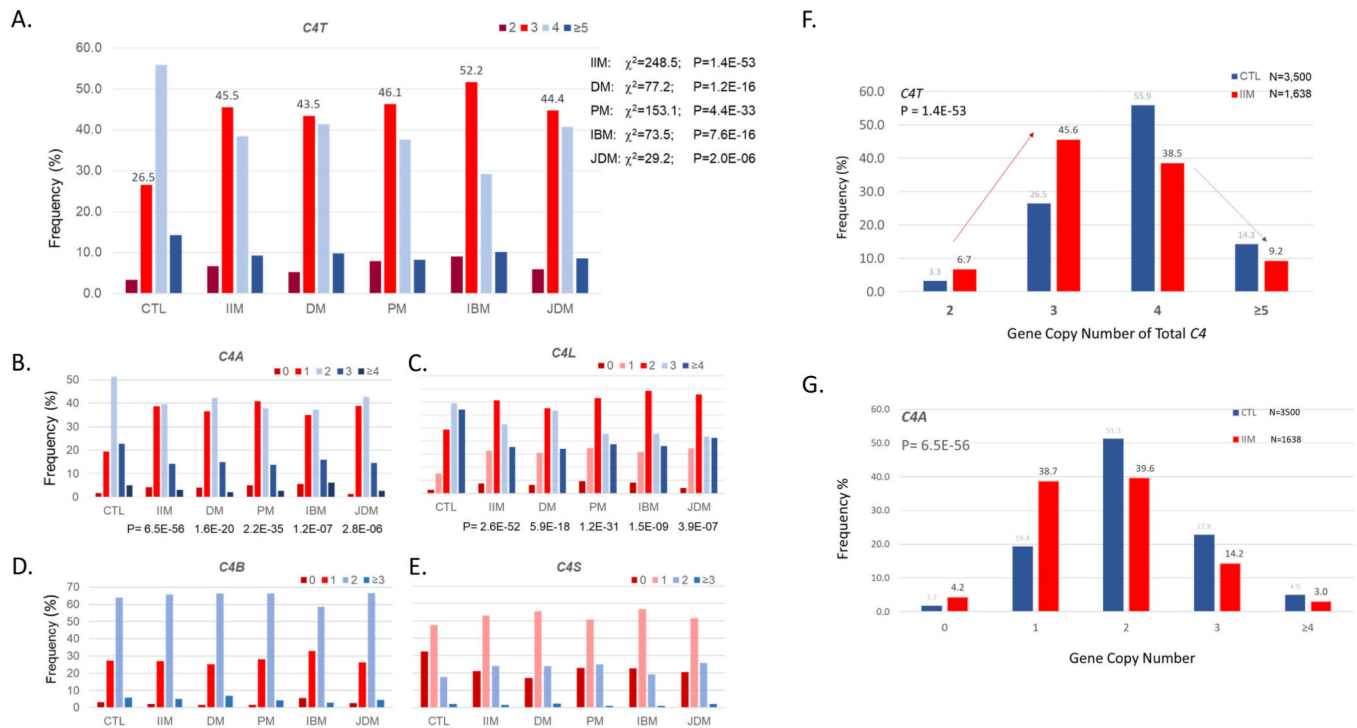 A.
C4T
2 3 4 ≥5
Frequency (%)
60.0
50.0
40.0
30.0
20.0
10.0
0.0
26.5
45.5
43.5
46.1
52.2
44.4
CTL IIM DM PM IBM JDM
IIM: χ²=248.5; P=1.4E-53
DM: χ²=77.2; P=1.2E-16
PM: χ²=153.1; P=4.4E-33
IBM: χ²=73.5; P=7.6E-16
JDM: χ²=29.2; P=2.0E-06
B.
C4A
0 1 2 3 ≥4
Frequency (%)
50
40
30
20
10
0
CTL IIM DM PM IBM JDM
P= 6.5E-56 1.6E-20 2.2E-35 1.2E-07 2.8E-06
C.
C4L
0 1 2 3 ≥4
CTL IIM DM PM IBM JDM
P= 2.6E-52 5.9E-18 1.2E-31 1.5E-09 3.9E-07
D.
C4B
0 1 2 ≥3
Frequency (%)
70
60
50
40
30
20
10
0
CTL IIM DM PM IBM JDM
E.
C4S
0 1 2 ≥3
CTL IIM DM PM IBM JDM
F.
CTL N=3,500
IIM N=1,638
C4T
P = 1.4E-53
Frequency (%)
60.0
50.0
40.0
30.0
20.0
10.0
0.0
3.3
6.7
26.5
45.6
55.9
38.5
14.3
9.2
2 3 4 ≥5
Gene Copy Number of Total C4
G.
C4A
P= 6.5E-56
CTL N=3500
IIM N=1638
Frequency %
60.0
50.0
40.0
30.0
20.0
10.0
0.0
1.7
4.2
19.4
38.7
51.3
39.6
22.8
14.2
4.9
3.0
0 1 2 3 ≥4
Gene Copy Number